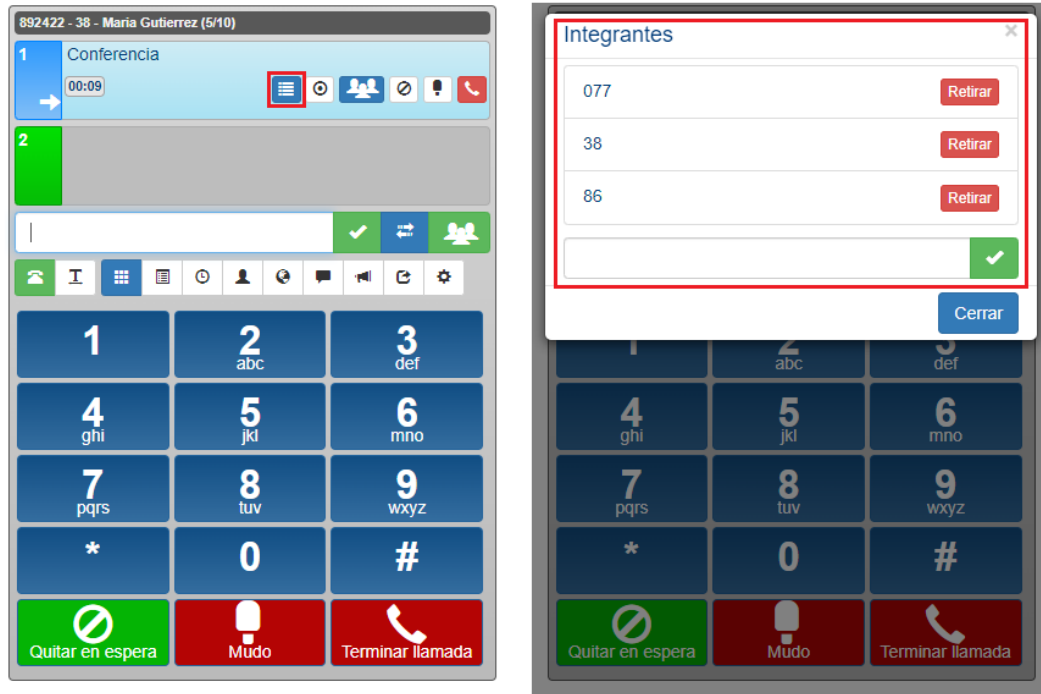 892422 - 38 - Maria Gutierrez (5/10)
1
Conferencia
00:09
2
T
1
2
abc
3
def
4
ghi
5
jkl
6
mno
7
pqrs
8
tuv
9
wxyz
*
0
#
Quitar en espera
Mudo
Terminar llamada
Integrantes
×
077
Retirar
38
Retirar
86
Retirar
Cerrar
1
2
abc
3
def
4
ghi
5
jkl
6
mno
7
pqrs
8
tuv
9
wxyz
*
0
#
Quitar en espera
Mudo
Terminar llamada